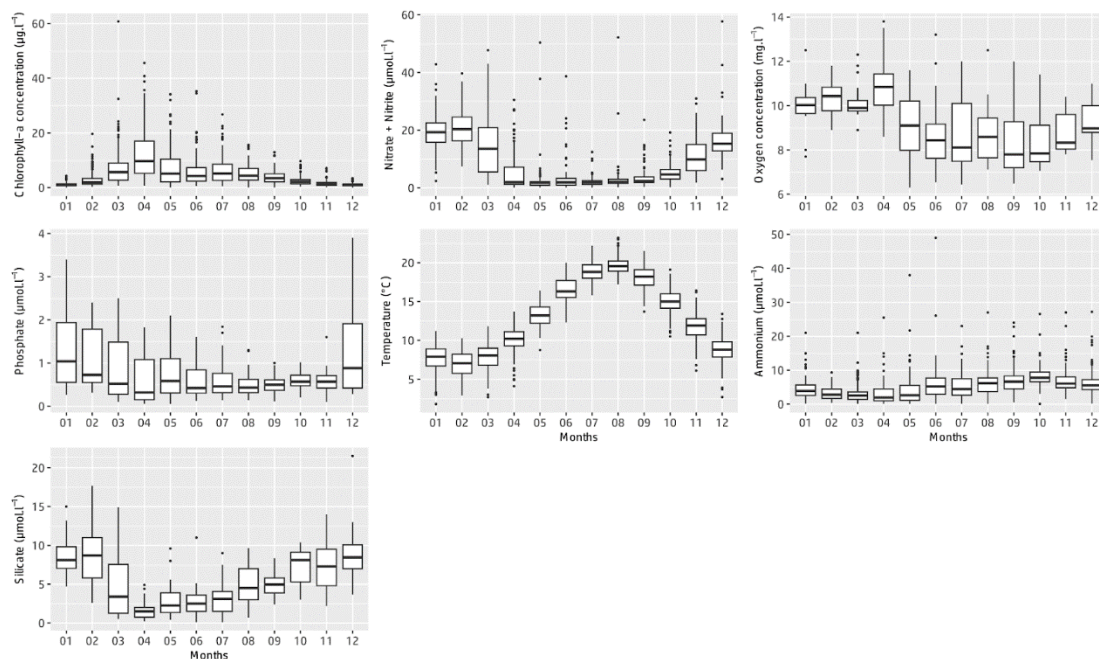 Chlorophyll-a concentration (µg.l⁻¹)
60
40
20
0
01 02 03 04 05 06 07 08 09 10 11 12
Nitrate + Nitrite (µmol.l⁻¹)
60
40
20
0
01 02 03 04 05 06 07 08 09 10 11 12
Oxygen concentration (mg.l⁻¹)
14
12
10
8
6
01 02 03 04 05 06 07 08 09 10 11 12
Phosphate (µmol.l⁻¹)
4
3
2
1
0
01 02 03 04 05 06 07 08 09 10 11 12
Temperature (°C)
20
15
10
5
01 02 03 04 05 06 07 08 09 10 11 12
Months
Ammonium (µmol.l⁻¹)
50
40
30
20
10
0
01 02 03 04 05 06 07 08 09 10 11 12
Months
Silicate (µmol.l⁻¹)
20
15
10
5
0
01 02 03 04 05 06 07 08 09 10 11 12
Months